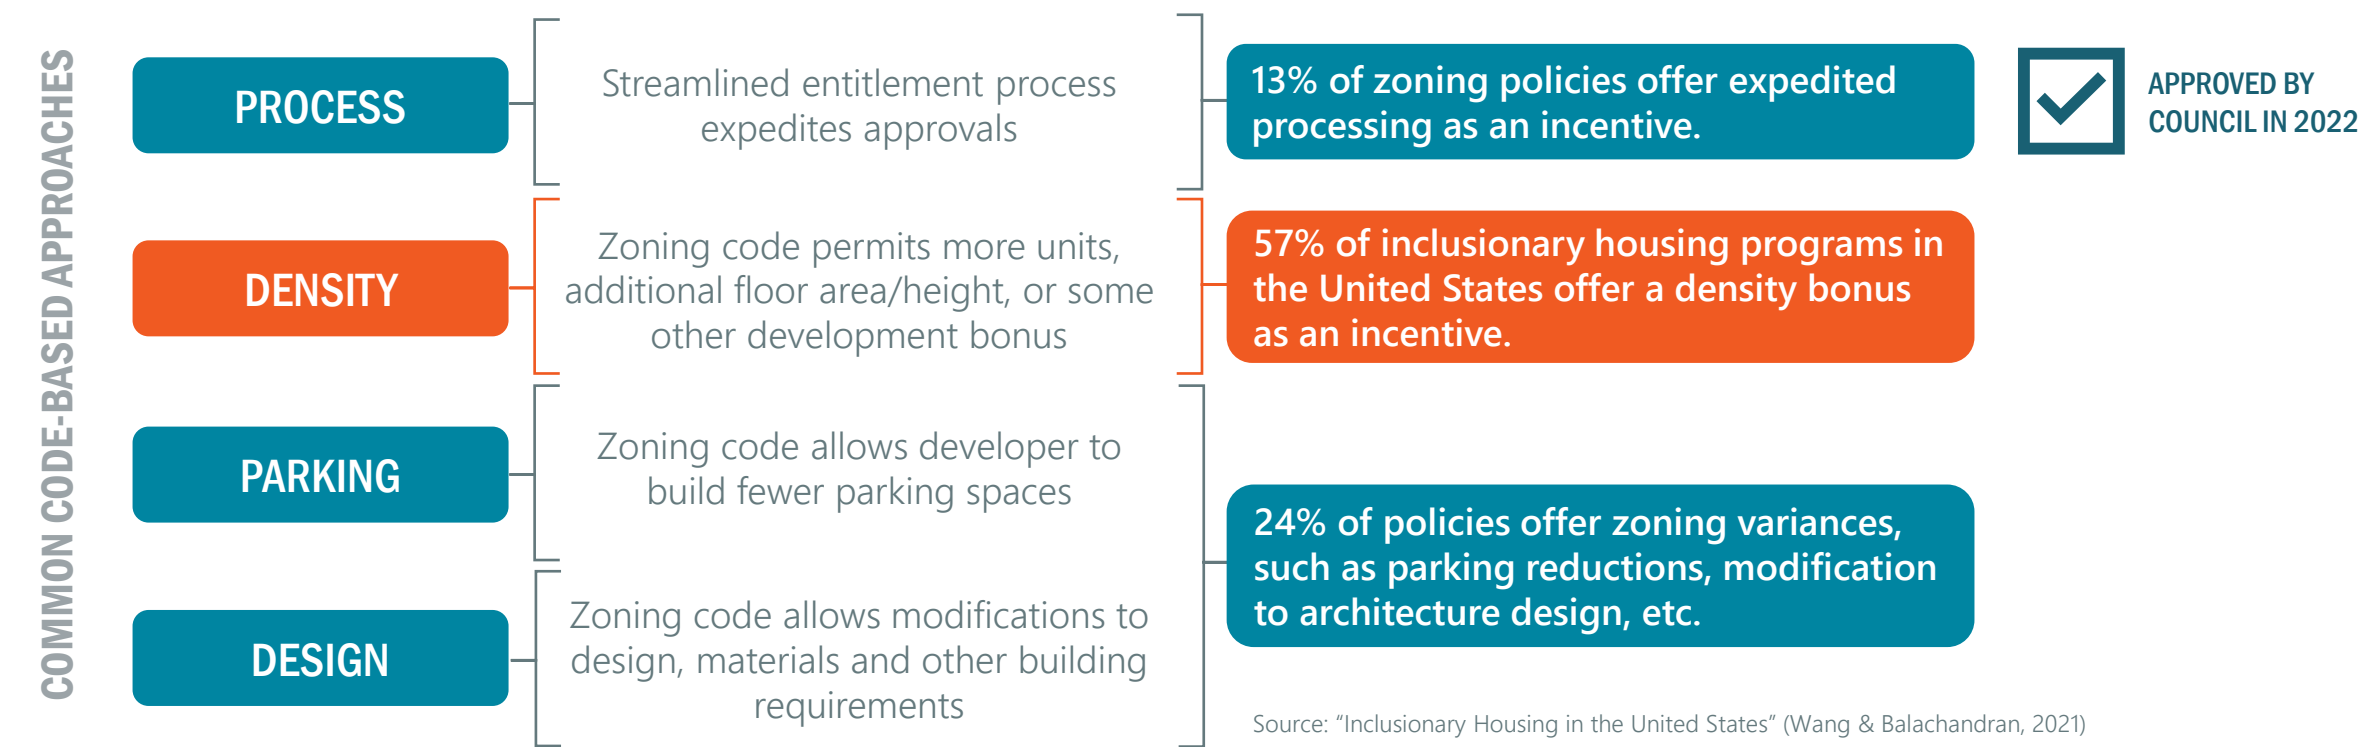 COMMON CODE-BASED APPROACHES
PROCESS
Streamlined entitlement process
expedites approvals
13% of zoning policies offer expedited
processing as an incentive.
APPROVED BY
COUNCIL IN 2022
DENSITY
Zoning code permits more units,
additional floor area/height, or some
other development bonus
57% of inclusionary housing programs in
the United States offer a density bonus
as an incentive.
PARKING
Zoning code allows developer to
build fewer parking spaces
DESIGN
Zoning code allows modifications to
design, materials and other building
requirements
24% of policies offer zoning variances,
such as parking reductions, modification
to architecture design, etc.
Source: “Inclusionary Housing in the United States” (Wang & Balachandran, 2021)